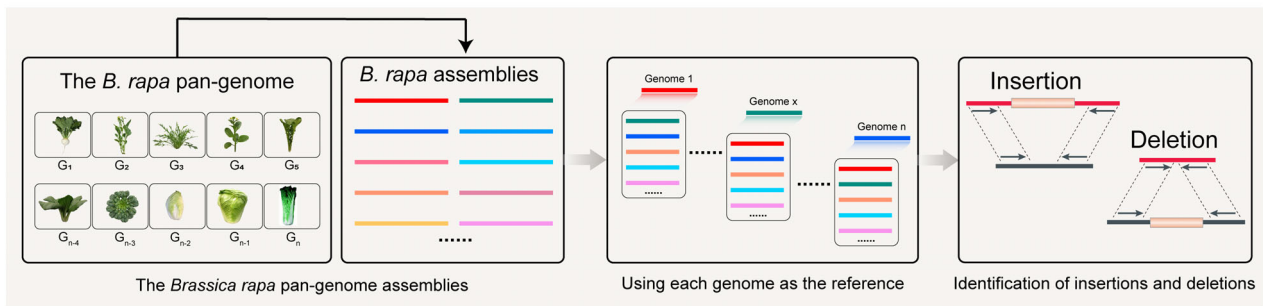 The B. rapa pan-genome
G1 G2 G3 G4 G5
Gn-4 Gn-3 Gn-2 Gn-1 Gn
B. rapa assemblies
......
The Brassica rapa pan-genome assemblies
Genome 1
......
......
Genome x
......
......
Genome n
......
Using each genome as the reference
Insertion
Deletion
Identification of insertions and deletions